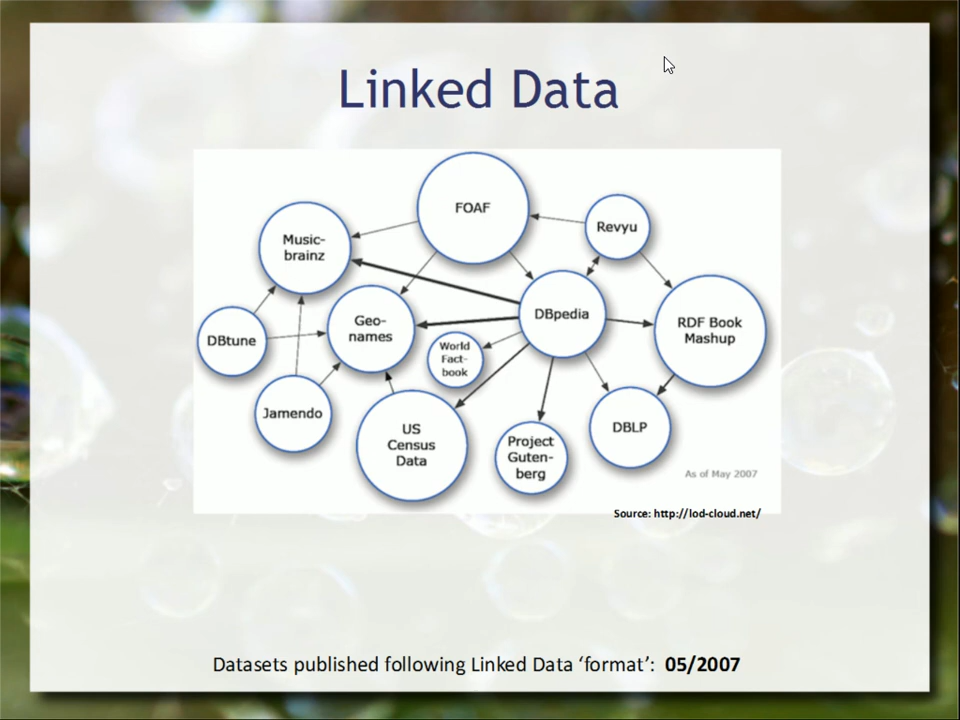 Linked Data
FOAF
Revyu
Music-
brainz
DBpedia
Geo-
names
RDF Book
Mashup
DBtune
World
Fact-
book
Jamendo
US
Census
Data
Project
Guten-
berg
DBLP
As of May 2007
Source: http://lod-cloud.net/
Datasets published following Linked Data ‘format’: 05/2007